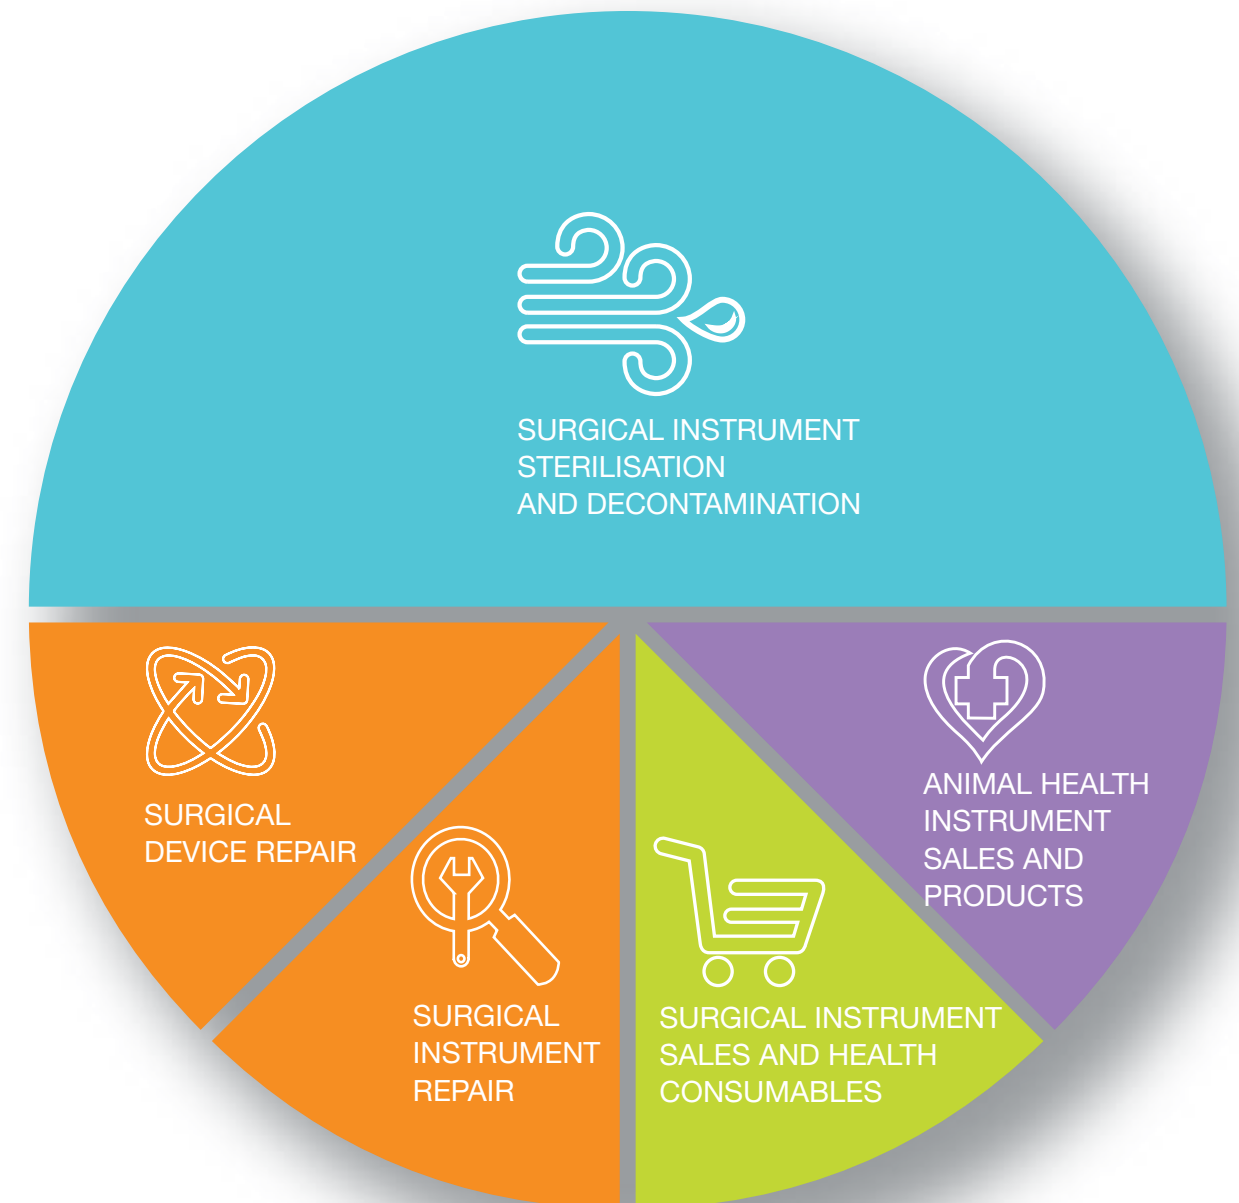 SURGICAL INSTRUMENT
STERILISATION
AND DECONTAMINATION
SURGICAL
DEVICE REPAIR
SURGICAL
INSTRUMENT
REPAIR
SURGICAL INSTRUMENT
SALES AND HEALTH
CONSUMABLES
ANIMAL HEALTH
INSTRUMENT
SALES AND
PRODUCTS